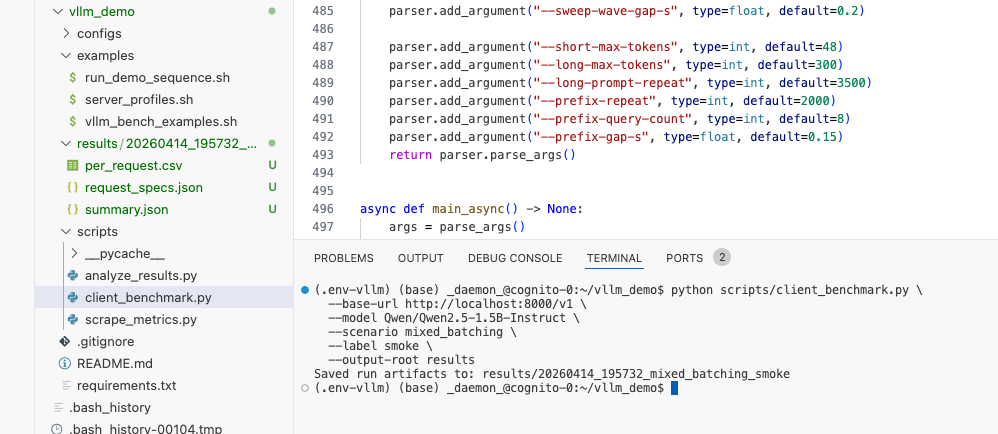 vllm_demo
configs
examples
run_demo_sequence.sh
server_profiles.sh
vllm_bench_examples.sh
results/20260414_195732_...
per_request.csv U
request_specs.json U
summary.json U
scripts
__pycache__
analyze_results.py
client_benchmark.py
scrape_metrics.py
.gitignore
README.md
requirements.txt
.bash_history
.bash_history-00104.tmp
485 parser.add_argument("--sweep-wave-gap-s", type=float, default=0.2)
486
487 parser.add_argument("--short-max-tokens", type=int, default=48)
488 parser.add_argument("--long-max-tokens", type=int, default=300)
489 parser.add_argument("--long-prompt-repeat", type=int, default=3500)
490 parser.add_argument("--prefix-repeat", type=int, default=2000)
491 parser.add_argument("--prefix-query-count", type=int, default=8)
492 parser.add_argument("--prefix-gap-s", type=float, default=0.15)
493 return parser.parse_args()
494
495
496 async def main_async() -> None:
497 args = parse_args()
PROBLEMS OUTPUT DEBUG CONSOLE TERMINAL PORTS 2
(.env-vllm) (base) _daemon_@cognito-0:~/vllm_demo$ python scripts/client_benchmark.py \
--base-url http://localhost:8000/v1 \
--model Qwen/Qwen2.5-1.5B-Instruct \
--scenario mixed_batching \
--label smoke \
--output-root results
Saved run artifacts to: results/20260414_195732_mixed_batching_smoke
(.env-vllm) (base) _daemon_@cognito-0:~/vllm_demo$